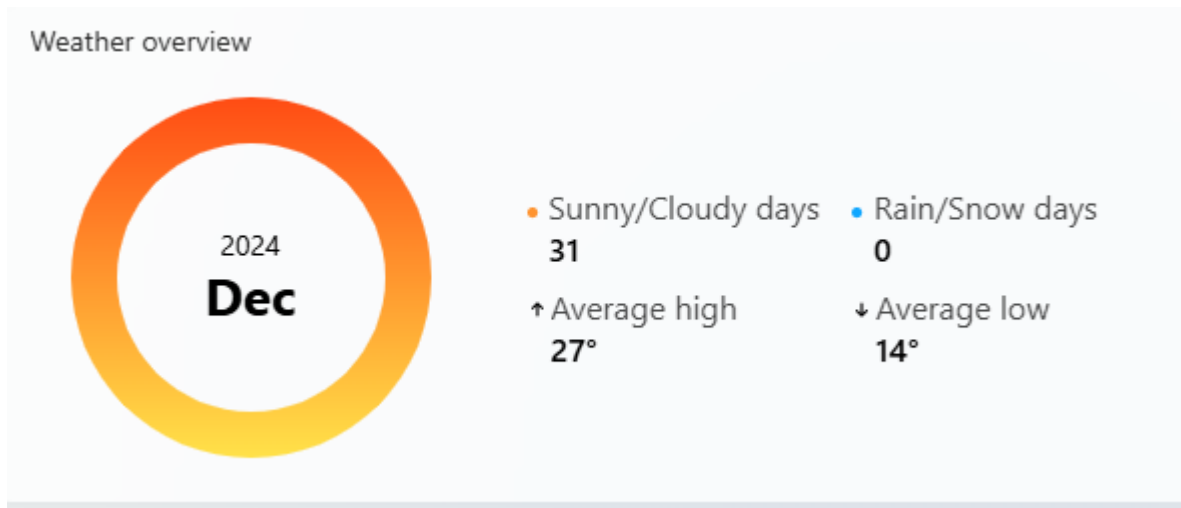 Weather overview
2024
Dec
Sunny/Cloudy days
31
Rain/Snow days
0
Average high
27°
Average low
14°